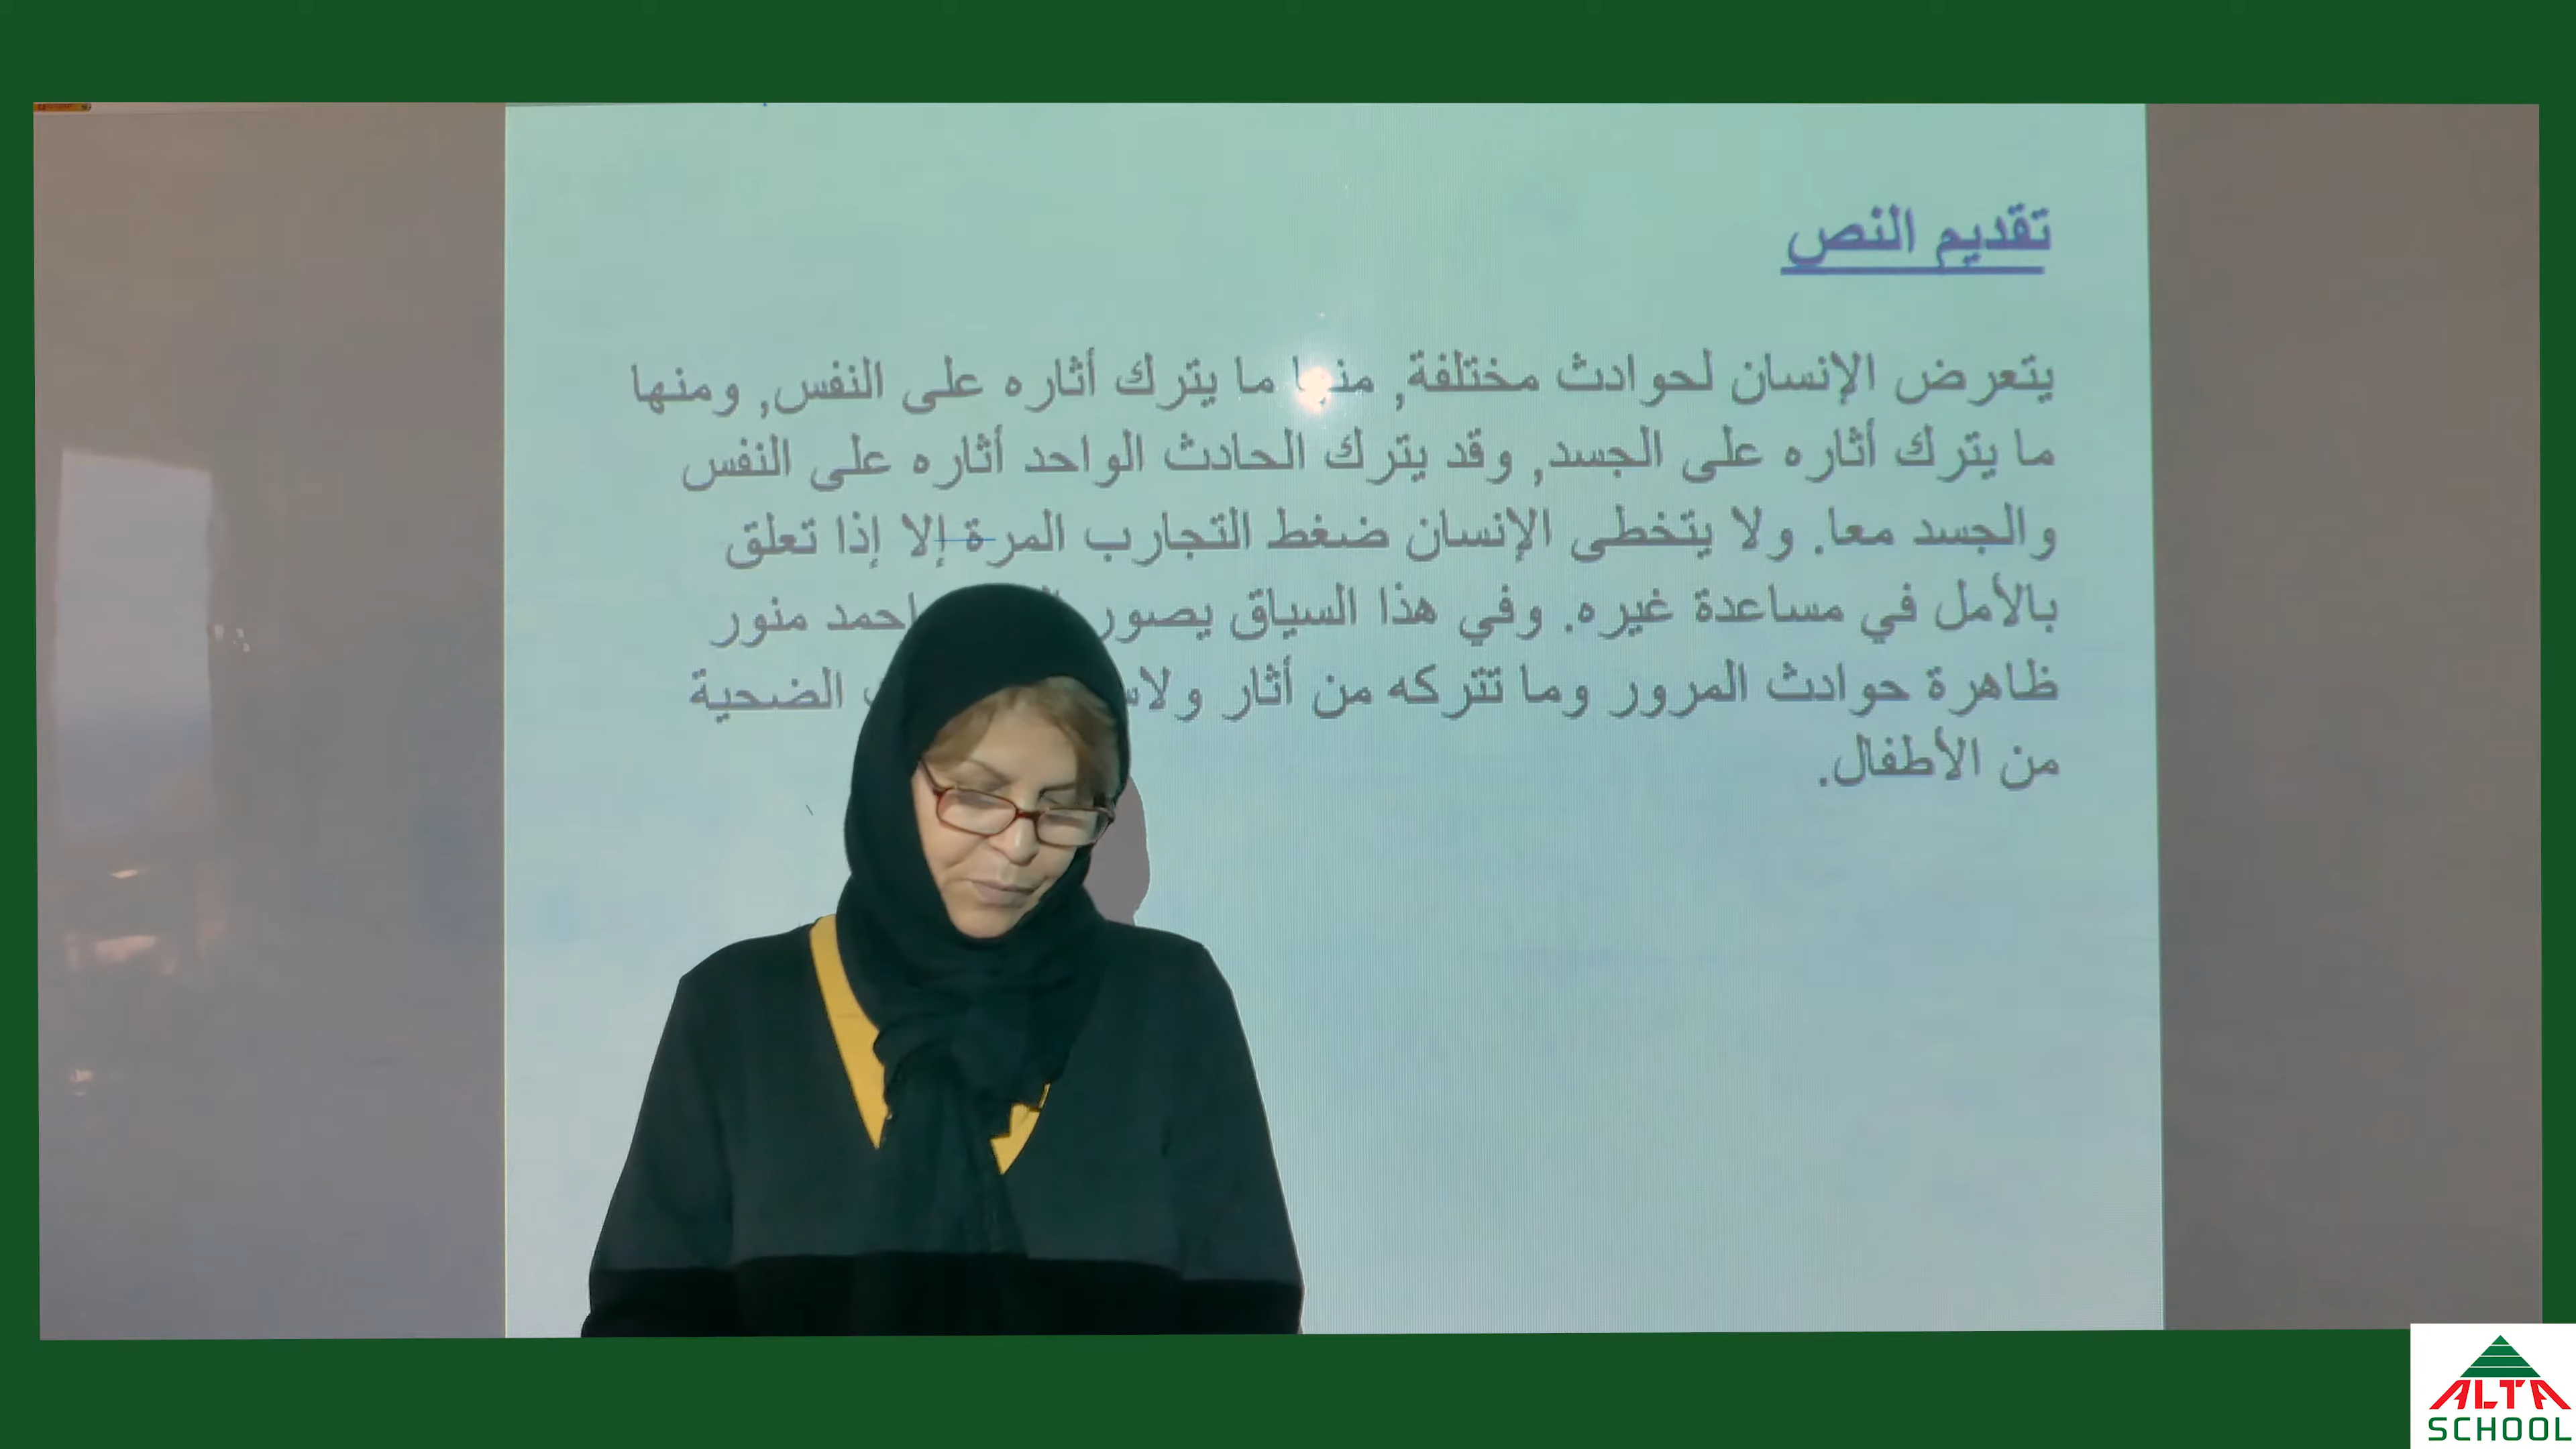 تقديم النص
يتعرض الإنسان لحوادث مختلفة, منها ما يترك أثاره على النفس, ومنها
ما يترك أثاره على الجسد, وقد يترك الحادث الواحد أثاره على النفس
والجسد معا. ولا يتخطى الإنسان ضغط التجارب المرة إلا إذا تعلق
بالأمل في مساعدة غيره. وفي هذا السياق يصور احمد منور
ظاهرة حوادث المرور وما تتركه من أثار الضحية
من الأطفال.
ALTA
SCHOOL